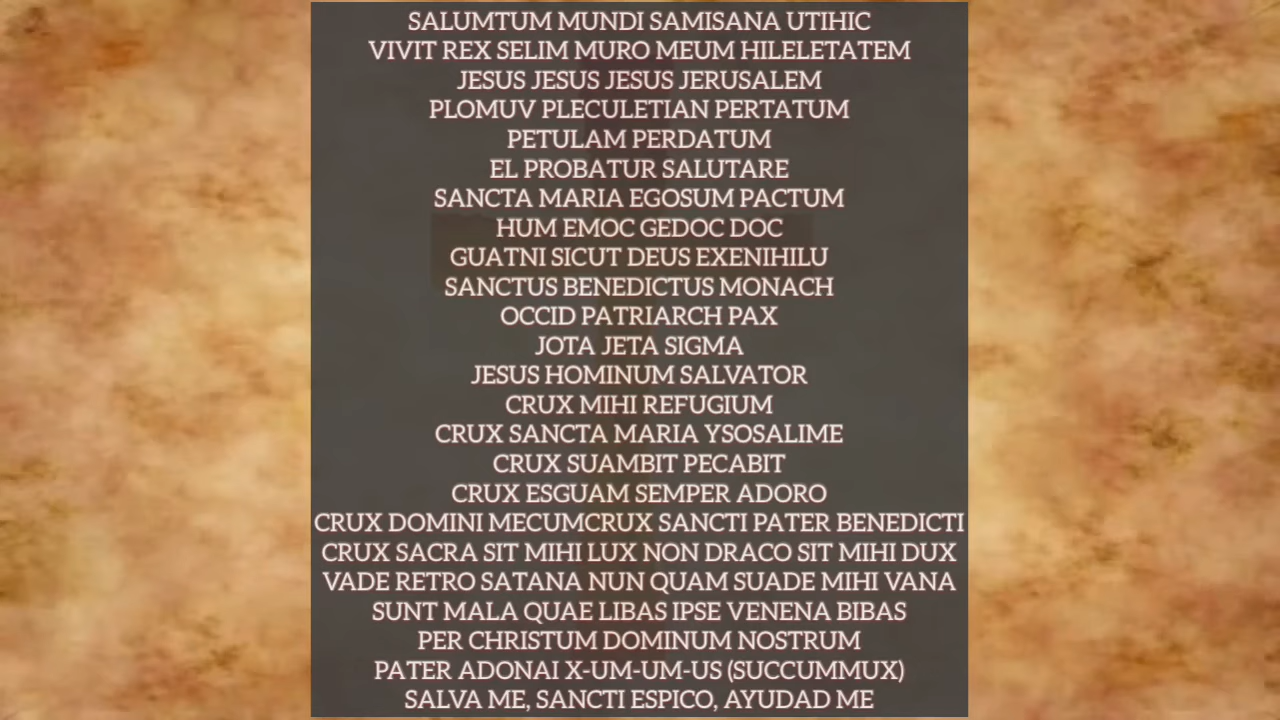 SALUMTUM MUNDI SAMISANA UTIHIC
VIVIT REX SELIM MURO MEUM HILELETATEM
JESUS JESUS JESUS JERUSALEM
PLOMUV PLECULETIAN PERTATUM
PETULAM PERDATUM
EL PROBATUR SALUTARE
SANCTA MARIA EGOSUM PACTUM
HUM EMOC GEDOC DOC
GUATNI SICUT DEUS EXENIHILU
SANCTUS BENEDICTUS MONACH
OCCID PATRIARCH PAX
JOTA JETA SIGMA
JESUS HOMINUM SALVATOR
CRUX MIHI REFUGIUM
CRUX SANCTA MARIA YSOSALIME
CRUX SUAMBIT PECABIT
CRUX ESGUAM SEMPER ADORO
CRUX DOMINI MECUMCRUX SANCTI PATER BENEDICTI
CRUX SACRA SIT MIHI LUX NON DRACO SIT MIHI DUX
VADE RETRO SATANA NUN QUAM SUADE MIHI VANA
SUNT MALA QUAE LIBAS IPSE VENENA BIBAS
PER CHRISTUM DOMINUM NOSTRUM
PATER ADONAI X-UM-UM-US (SUCCUMMUX)
SALVA ME, SANCTI ESPICO, AYUDAD ME